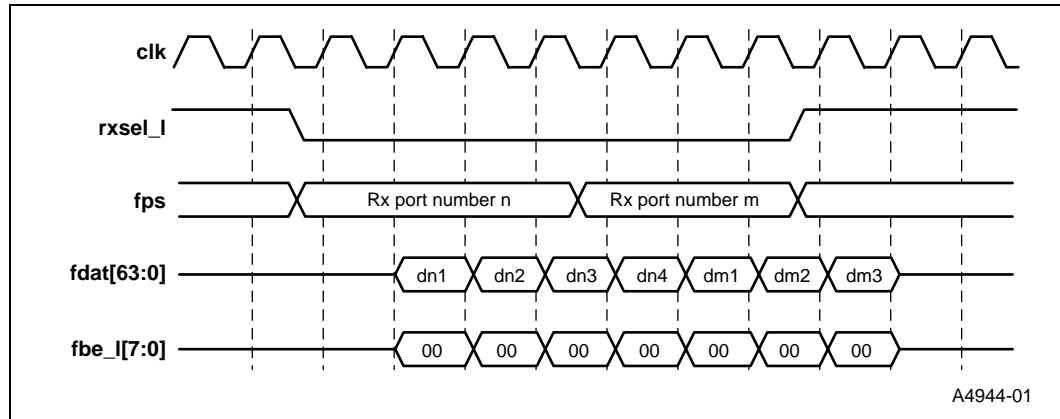 clk
rxsel_l
fps Rx port number n Rx port number m
fdat[63:0] dn1 dn2 dn3 dn4 dm1 dm2 dm3
fbe_l[7:0] 00 00 00 00 00 00 00
A4944-01